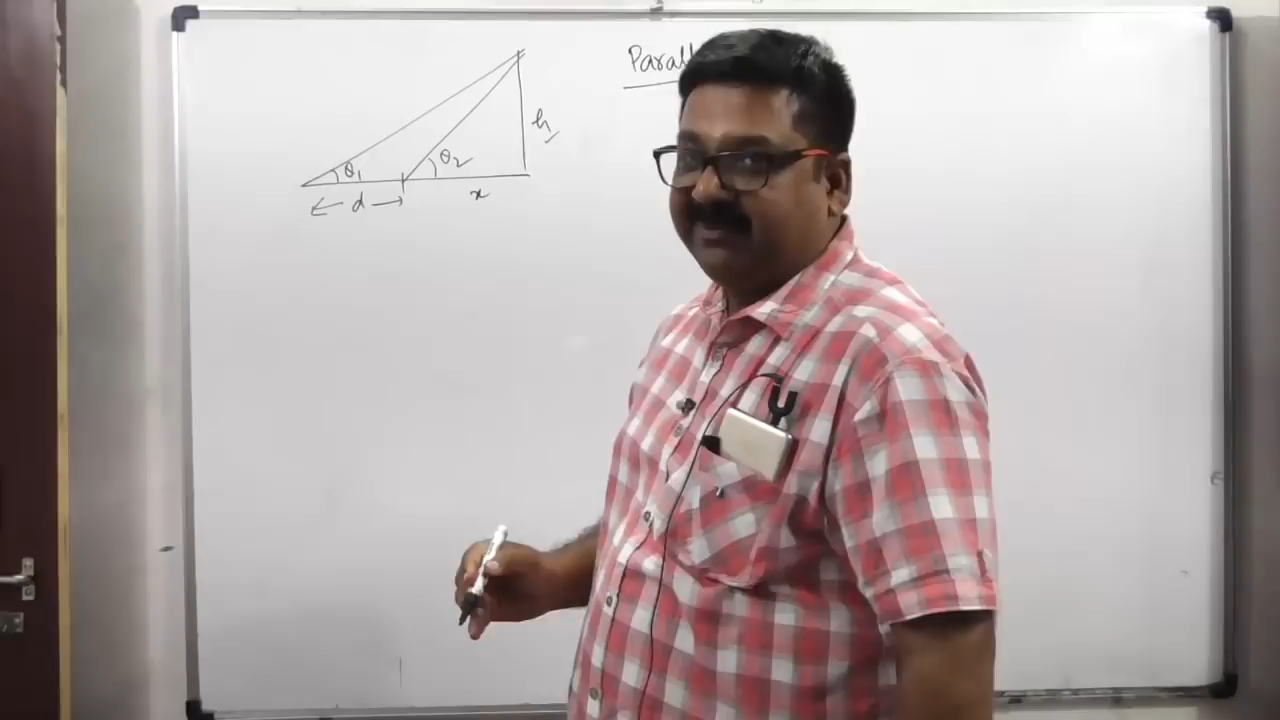 h
θ₁
θ₂
d
x
Parall